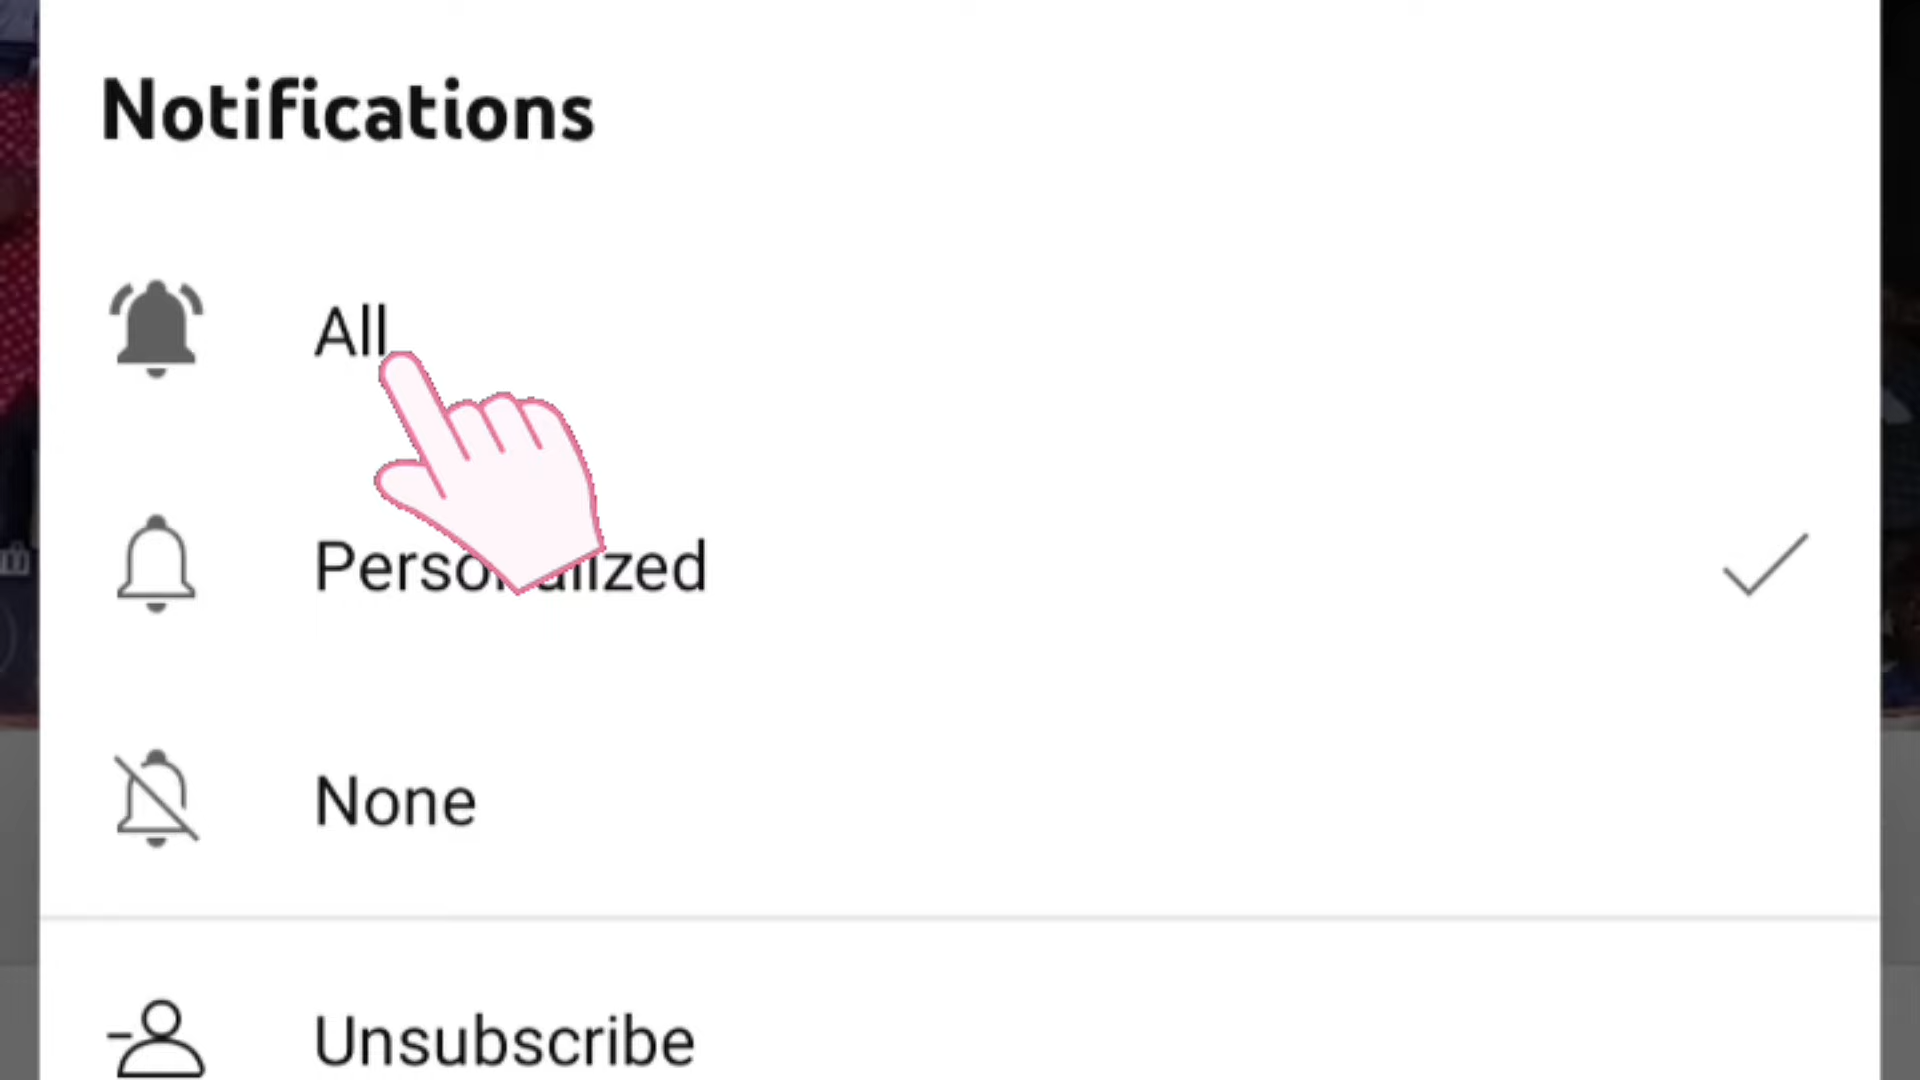 Notifications
All
Personalized
None
Unsubscribe